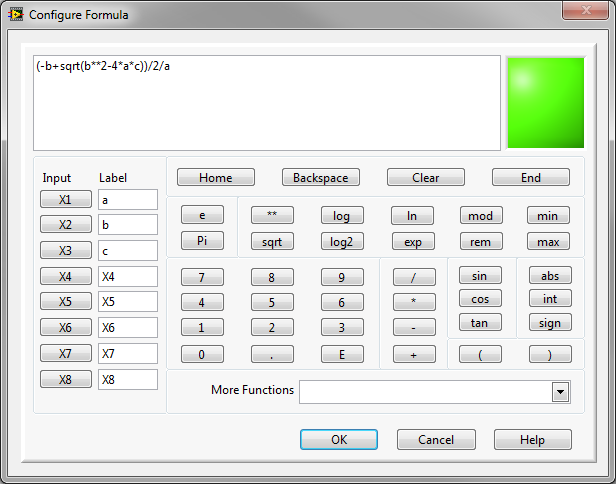 Configure Formula
(-b+sqrt(b**2-4*a*c))/2/a
Input Label Home Backspace Clear End
X1 a
X2 b e ** log ln mod min
X3 c Pi sqrt log2 exp rem max
X4 X4 7 8 9 / sin abs
X5 X5 4 5 6 * cos int
X6 X6 1 2 3 - tan sign
X7 X7 0 . E + ( )
X8 X8
More Functions
OK Cancel Help